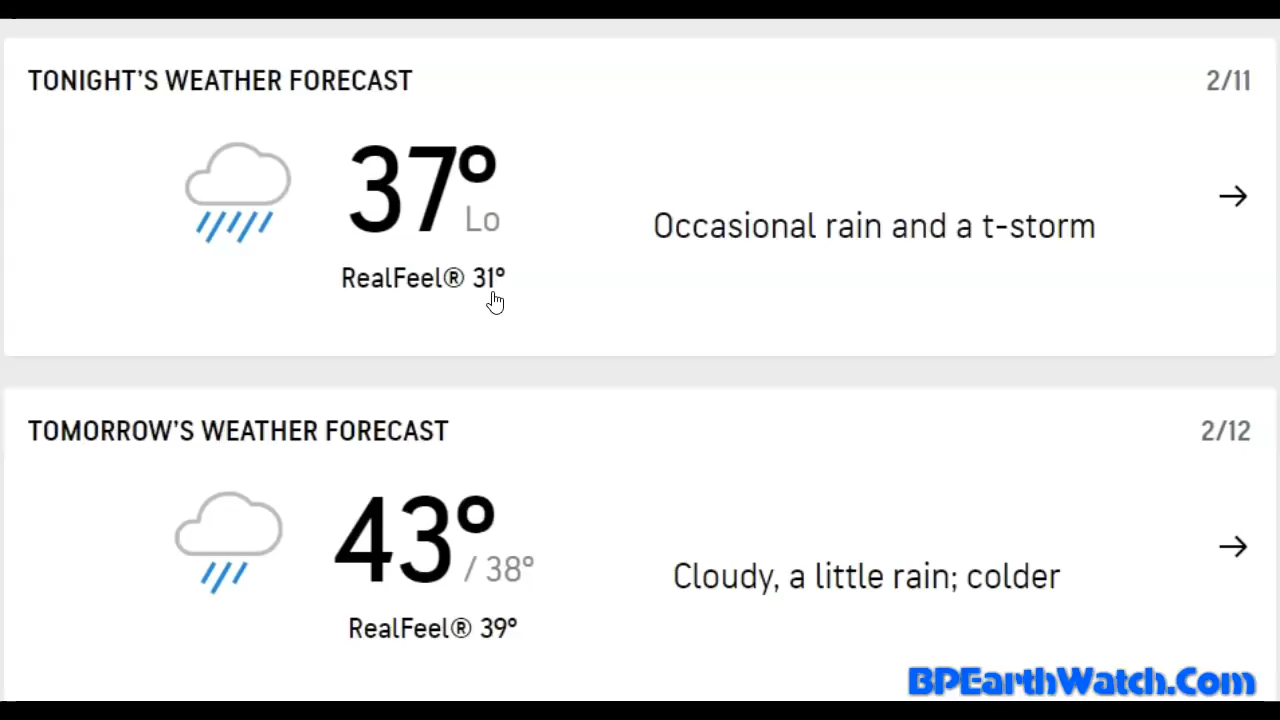 TONIGHT'S WEATHER FORECAST 2/11
37° Lo
Occasional rain and a t-storm
RealFeel® 31°
TOMORROW'S WEATHER FORECAST 2/12
43° / 38°
Cloudy, a little rain; colder
RealFeel® 39°
BPEarthWatch.Com